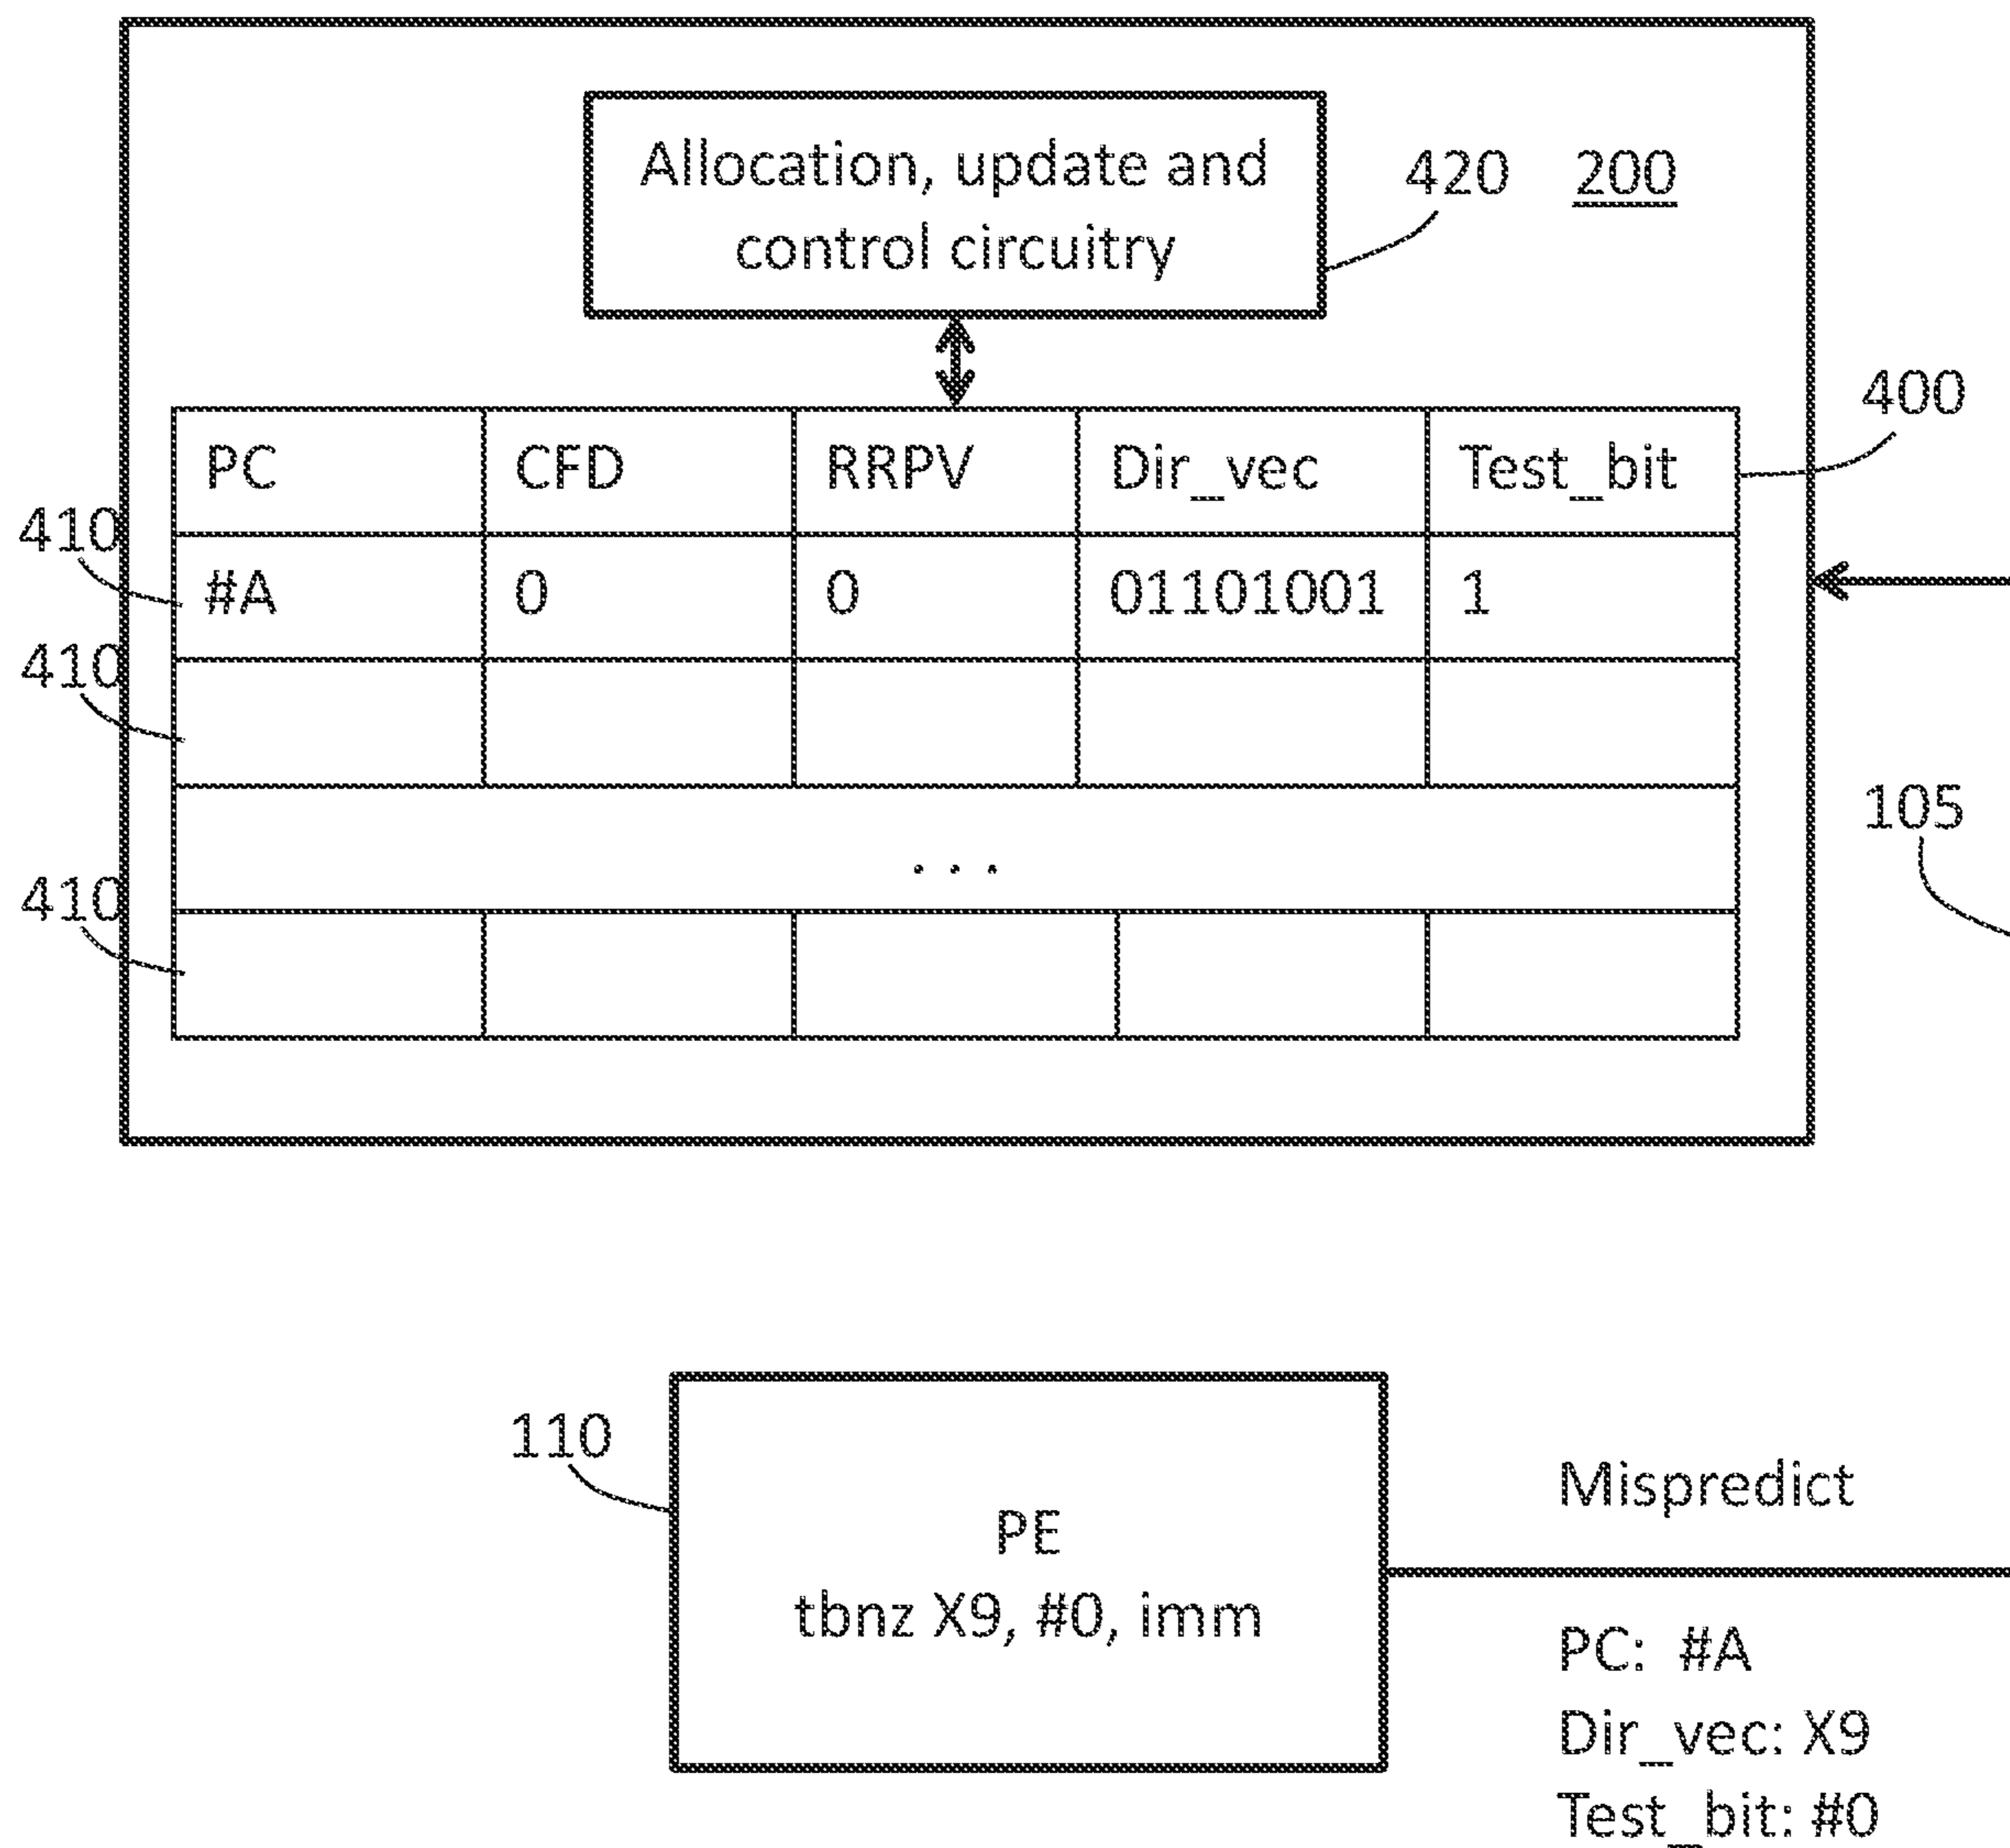 Allocation, update and
control circuitry
420 200
400
PC CFD RRPV Dir_vec Test_bit
410
#A 0 0 01101001 1
410
105
. . .
410
110
PE
tbnz X9, #0, imm
Mispredict
PC: #A
Dir_vec: X9
Test_bit: #0